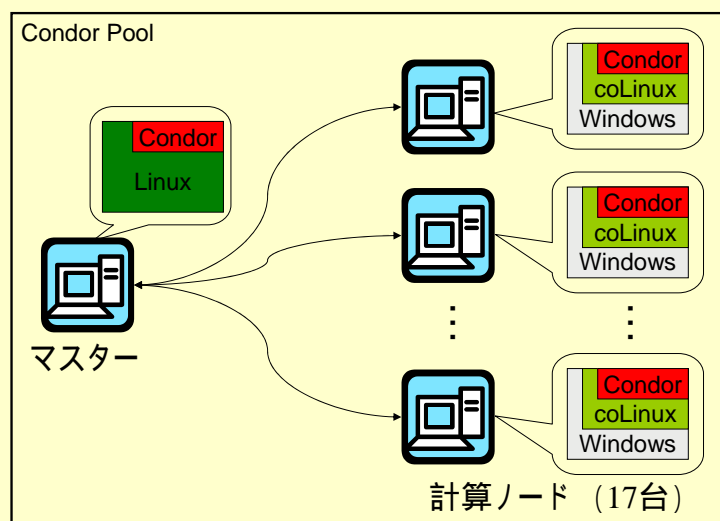 Condor Pool
Condor
Linux
マスター
Condor
coLinux
Windows
Condor
coLinux
Windows
Condor
coLinux
Windows
計算ノード (17台)